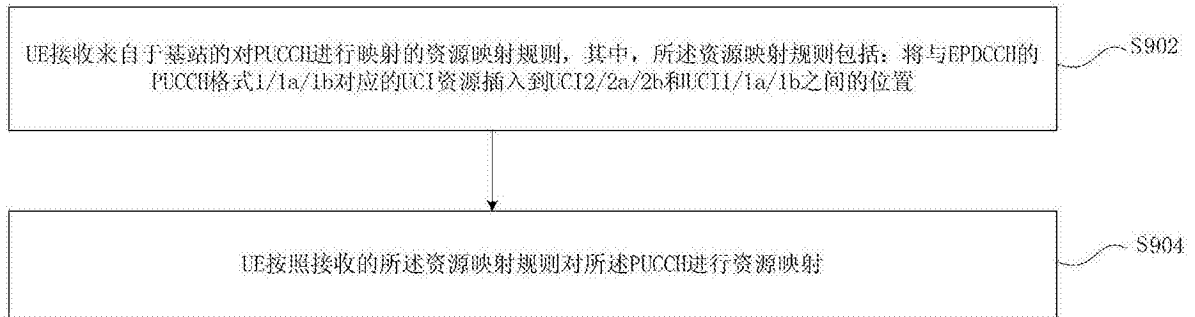 UE接收来自于基站的对PUCCH进行映射的资源映射规则，其中，所述资源映射规则包括：将与EPDCCH的
PUCCH格式1/1a/1b对应的UCI资源插入到UCI2/2a/2b和UCI1/1a/1b之间的位置
S902
UE按照接收的所述资源映射规则对所述PUCCH进行资源映射
S904